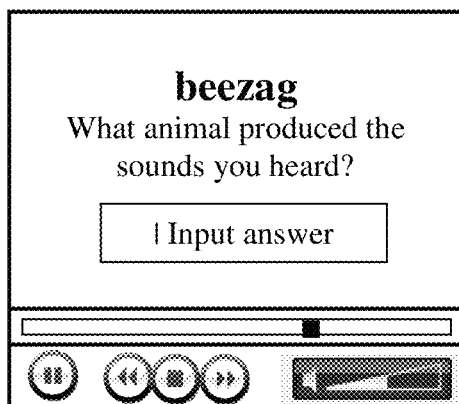 beezag
What animal produced the
sounds you heard?
Input answer